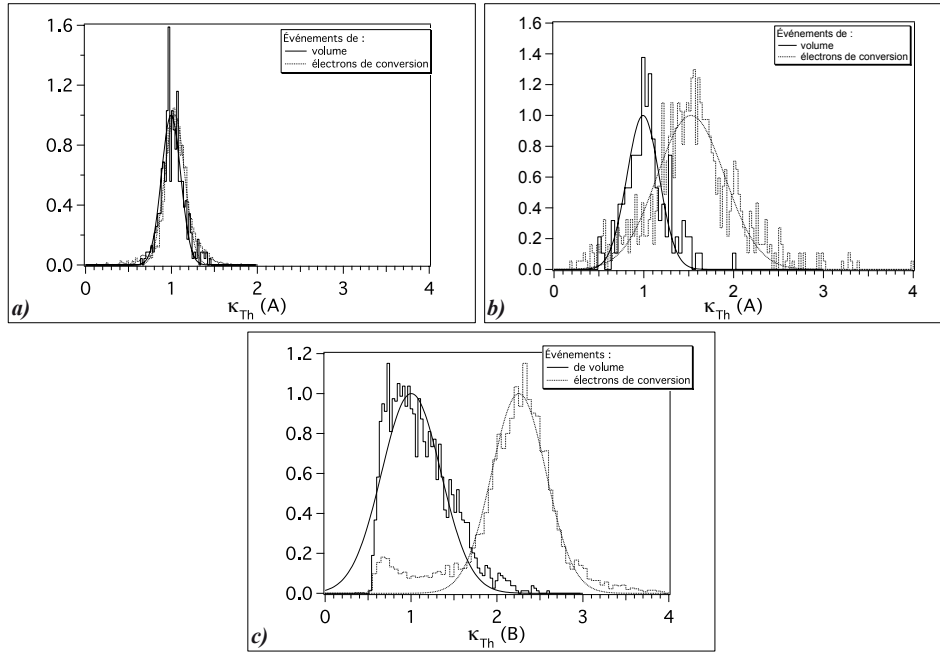 1.6
1.2
0.8
0.4
0.0
0
1
2
3
4
Événements de :
volume
électrons de conversion
a)
κTh (A)
1.6
1.4
1.2
1.0
0.8
0.6
0.4
0.2
0.0
0
1
2
3
4
Événements de :
volume
électrons de conversion
b)
κTh (A)
1.2
1.0
0.8
0.6
0.4
0.2
0.0
0
1
2
3
4
Événements :
de volume
électrons de conversion
c)
κTh (B)